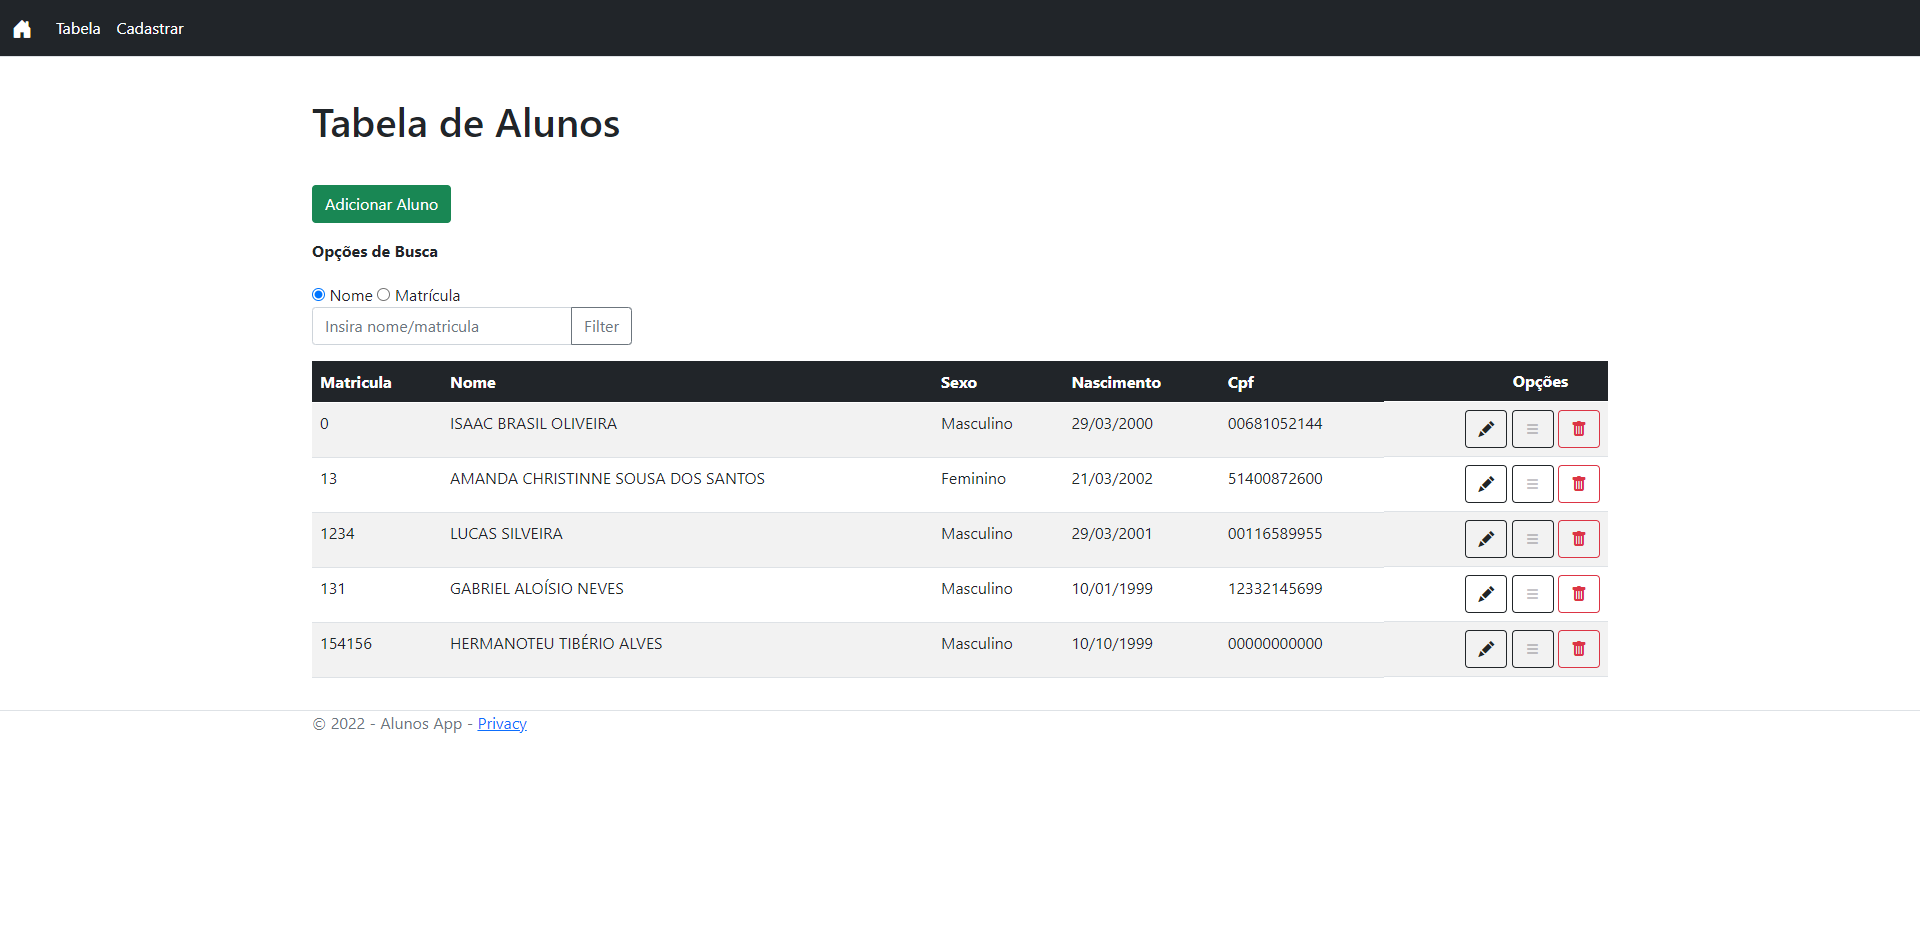 Tabela Cadastrar
Tabela de Alunos
Adicionar Aluno
Opções de Busca
Nome Matrícula
Insira nome/matricula Filter
Matricula Nome Sexo Nascimento Cpf Opções
0 ISAAC BRASIL OLIVEIRA Masculino 29/03/2000 00681052144
13 AMANDA CHRISTINNE SOUSA DOS SANTOS Feminino 21/03/2002 51400872600
1234 LUCAS SILVEIRA Masculino 29/03/2001 00116589955
131 GABRIEL ALOÍSIO NEVES Masculino 10/01/1999 12332145699
154156 HERMANOTEU TIBÉRIO ALVES Masculino 10/10/1999 00000000000
© 2022 - Alunos App - Privacy